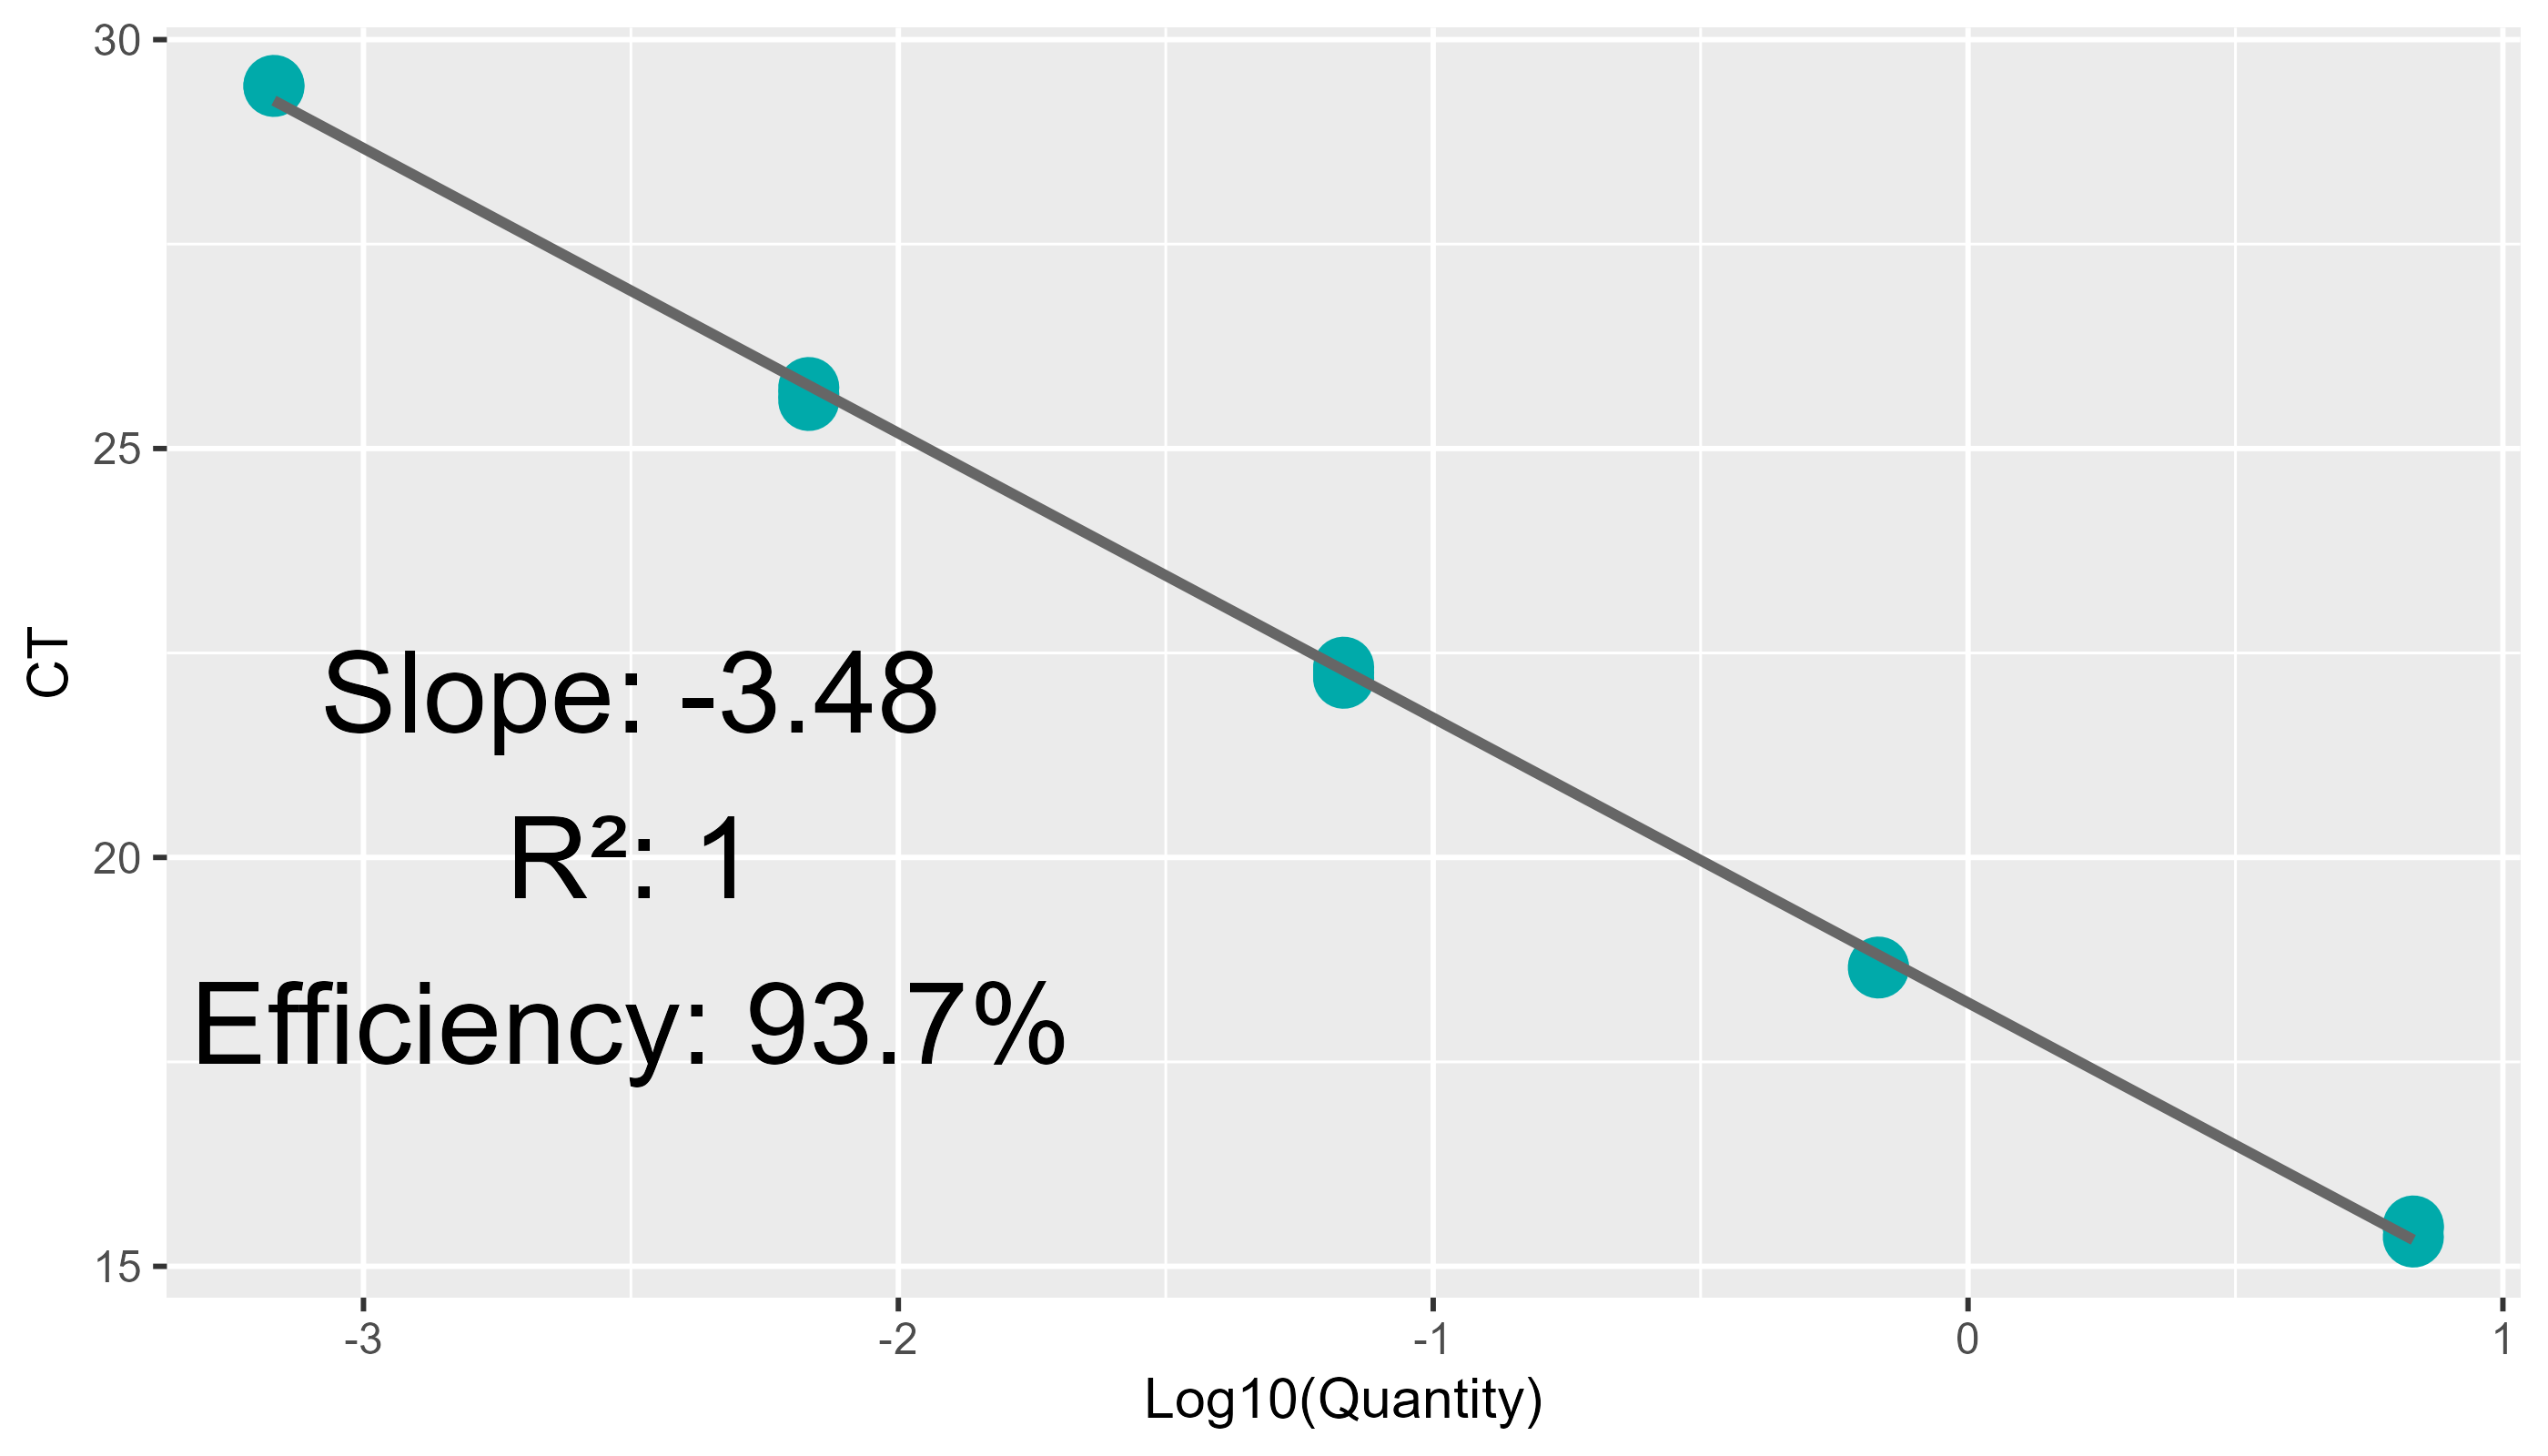 30
25
20
15
CT
Slope: -3.48
R²: 1
Efficiency: 93.7%
-3 -2 -1 0 1
Log10(Quantity)